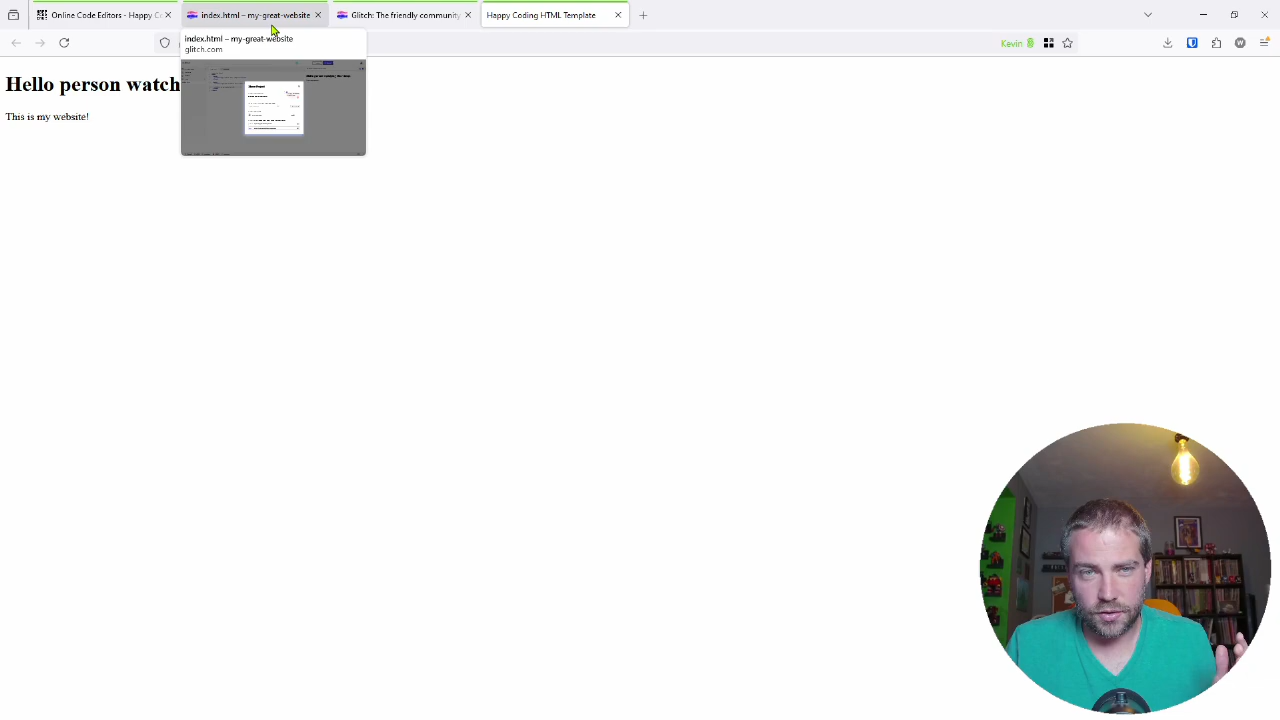 Online Code Editors - Happy C
index.html – my-great-website
Glitch: The friendly community
Happy Coding HTML Template
index.html – my-great-website
glitch.com
Kevin
W
Hello person watch
This is my website!